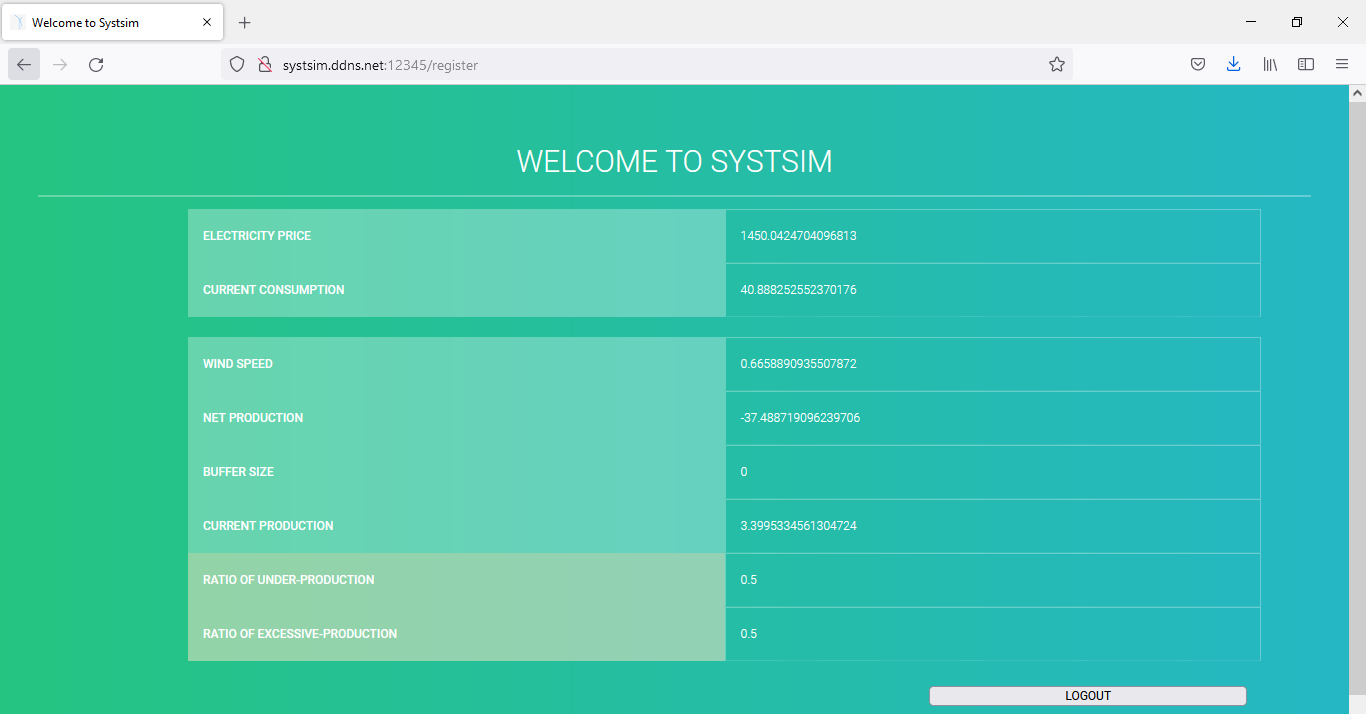 Welcome to Systsim
systsim.ddns.net:12345/register
WELCOME TO SYSTSIM
ELECTRICITY PRICE 1450.0424704096813
CURRENT CONSUMPTION 40.888252552370176
WIND SPEED 0.6658890935507872
NET PRODUCTION -37.488719096239706
BUFFER SIZE 0
CURRENT PRODUCTION 3.3995334561304724
RATIO OF UNDER-PRODUCTION 0.5
RATIO OF EXCESSIVE-PRODUCTION 0.5
LOGOUT